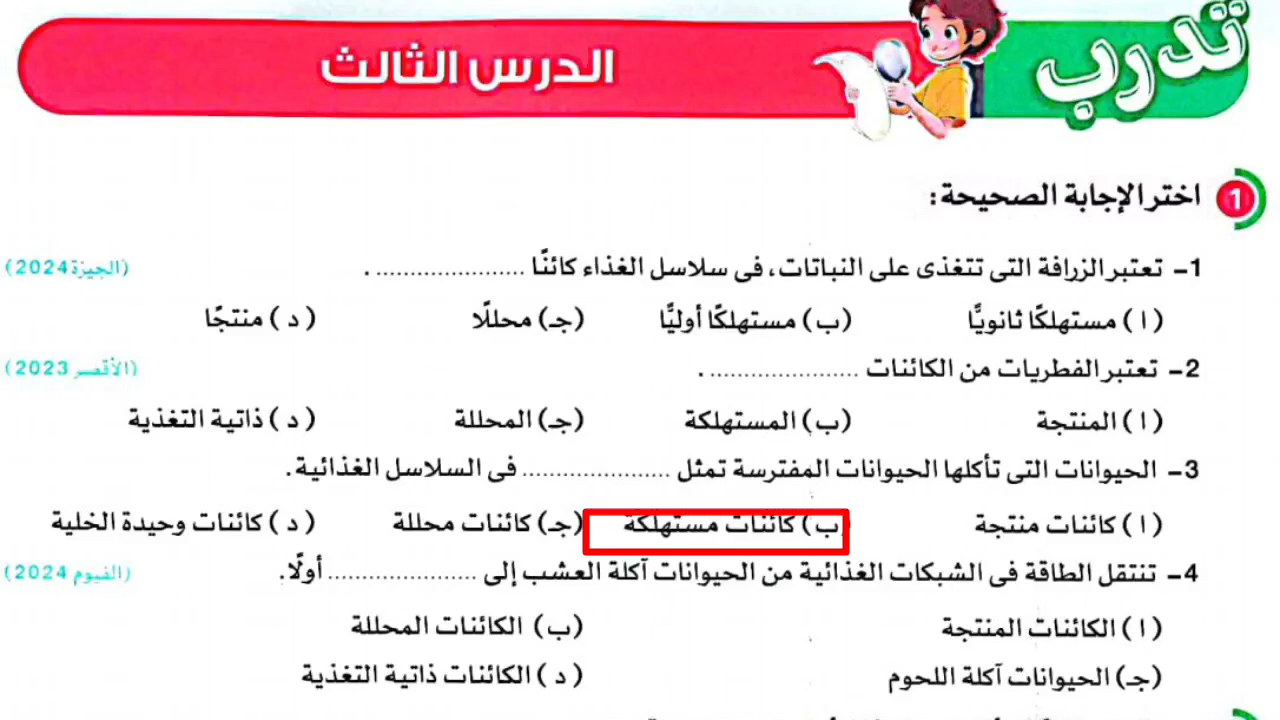 تدرب
الدرس الثالث
1 اختر الإجابة الصحيحة:
1- تعتبر الزرافة التى تتغذى على النباتات، فى سلاسل الغذاء كائنًا ..................... . (الجيزة 2024)
(ا) مستهلكًا ثانويًّا (ب) مستهلكًا أوليًّا (جـ) محللًا (د) منتجًا
2- تعتبر الفطريات من الكائنات ..................... . (الأقصر 2023)
(ا) المنتجة (ب) المستهلكة (جـ) المحللة (د) ذاتية التغذية
3- الحيوانات التى تأكلها الحيوانات المفترسة تمثل ..................... فى السلاسل الغذائية.
(ا) كائنات منتجة (ب) كائنات مستهلكة (جـ) كائنات محللة (د) كائنات وحيدة الخلية
4- تنتقل الطاقة فى الشبكات الغذائية من الحيوانات آكلة العشب إلى ..................... أولًا. (الفيوم 2024)
(ا) الكائنات المنتجة (ب) الكائنات المحللة
(جـ) الحيوانات آكلة اللحوم (د) الكائنات ذاتية التغذية